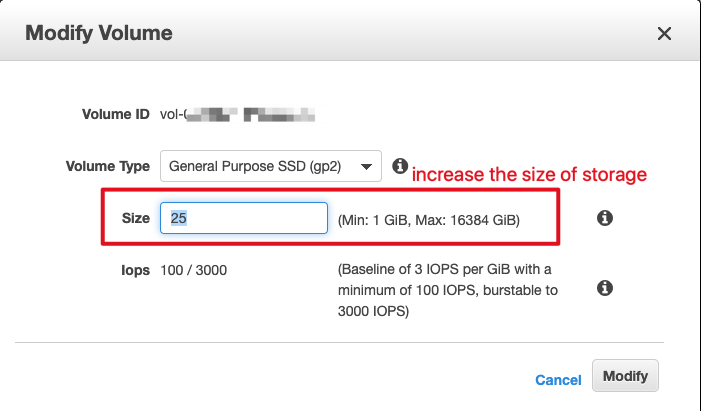 Modify Volume
Volume ID vol-
Volume Type General Purpose SSD (gp2)
increase the size of storage
Size 25 (Min: 1 GiB, Max: 16384 GiB)
Iops 100 / 3000 (Baseline of 3 IOPS per GiB with a
minimum of 100 IOPS, burstable to
3000 IOPS)
Cancel Modify